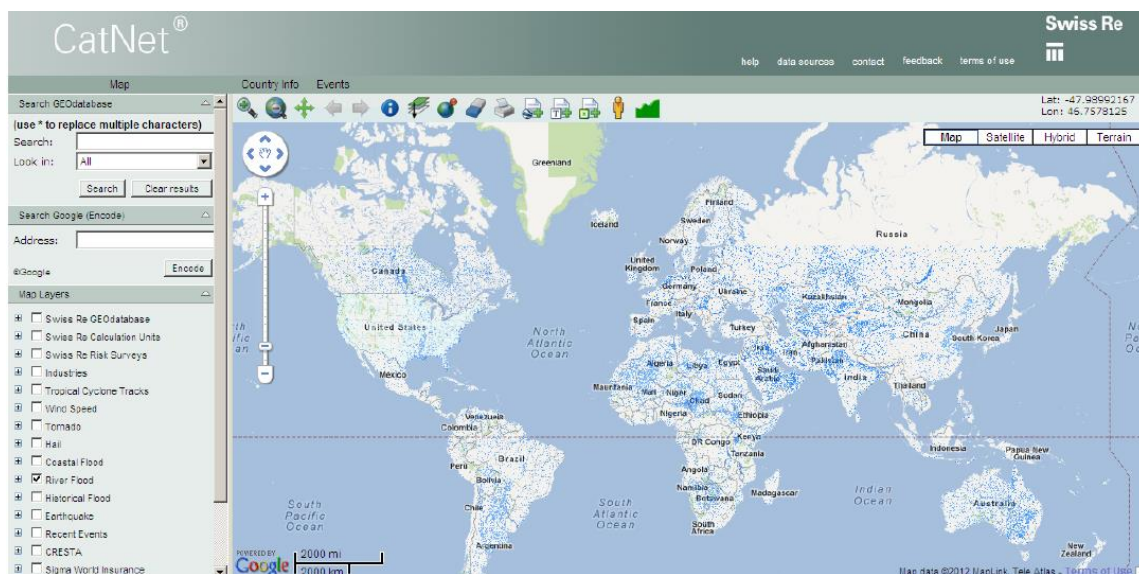 CatNet®
Swiss Re
help data sources contact feedback terms of use
Map Country Info Events
Search GEOdatabase
(use * to replace multiple characters)
Search:
Look in: All
Search Clear results
Search Google (Encode)
Address:
©Google Encode
Map Layers
Swiss Re GEOdatabase
Swiss Re Calculation Units
Swiss Re Risk Surveys
Industries
Tropical Cyclone Tracks
Wind Speed
Tornado
Hail
Coastal Flood
River Flood
Historical Flood
Earthquake
Recent Events
CRESTA
Sigma World Insurance
Lat: -47.98992167
Lon: 46.7578125
Map Satellite Hybrid Terrain
Greenland
Iceland
Finland
Sweden
Norway
Russia
United Kingdom
Poland
Germany
Ukraine
France
Italy
Spain
Turkey
Kazakhstan
Mongolia
China
South Korea
Japan
Afghanistan
Iraq
Iran
Pakistan
Saudi Arabia
India
Thailand
Canada
United States
Mexico
North Atlantic Ocean
Algeria
Libya
Egypt
Mauritania
Mali
Niger
Chad
Sudan
Nigeria
Ethiopia
Venezuela
Colombia
DR Congo
Kenya
Tanzania
Indonesia
Papua New Guinea
Peru
Brazil
Bolivia
Angola
Namibia
Botswana
Madagascar
Indian Ocean
Australia
Chile
South Pacific Ocean
South Atlantic Ocean
South Africa
Argentina
New Zealand
POWERED BY
Google
2000 mi
2000 km
Map data ©2012 MapLink, Tele Atlas - Terms of Use